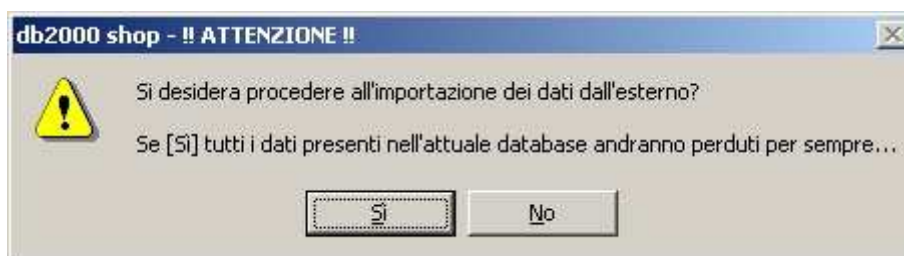 db2000 shop - !! ATTENZIONE !!
Si desidera procedere all'importazione dei dati dall'esterno?
Se [Sì] tutti i dati presenti nell'attuale database andranno perduti per sempre...
Sì
No